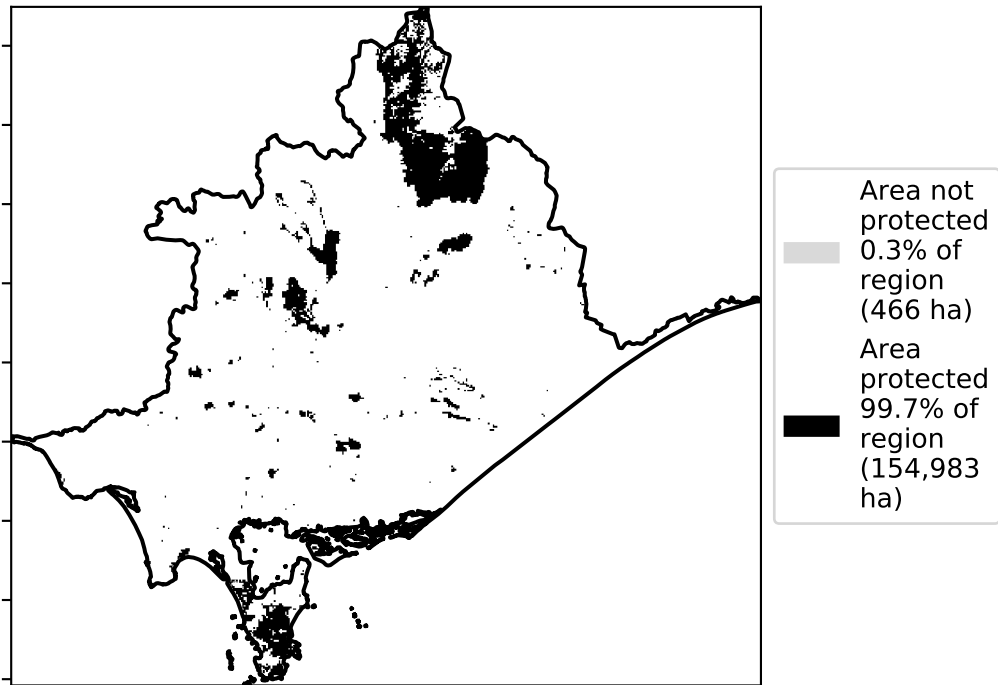 Area not
protected
0.3% of
region
(466 ha)
Area
protected
99.7% of
region
(154,983
ha)